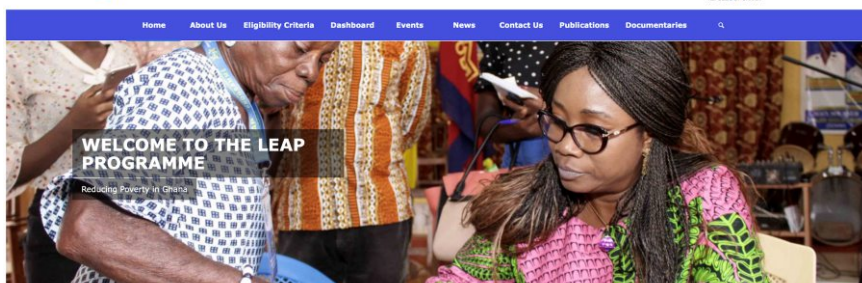 Home About Us Eligibility Criteria Dashboard Events News Contact Us Publications Documentaries
WELCOME TO THE LEAP
PROGRAMME
Reducing Poverty in Ghana